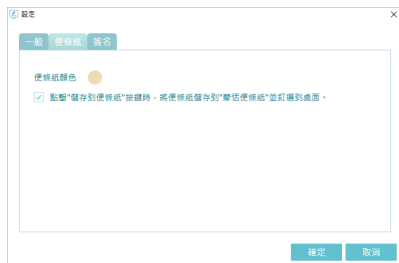 設定
一般 便條紙 簽名
便條紙顏色
點擊"儲存到便條紙"按鍵時，將便條紙儲存到"蒙恬便條紙"並訂選到桌面。
確定 取消